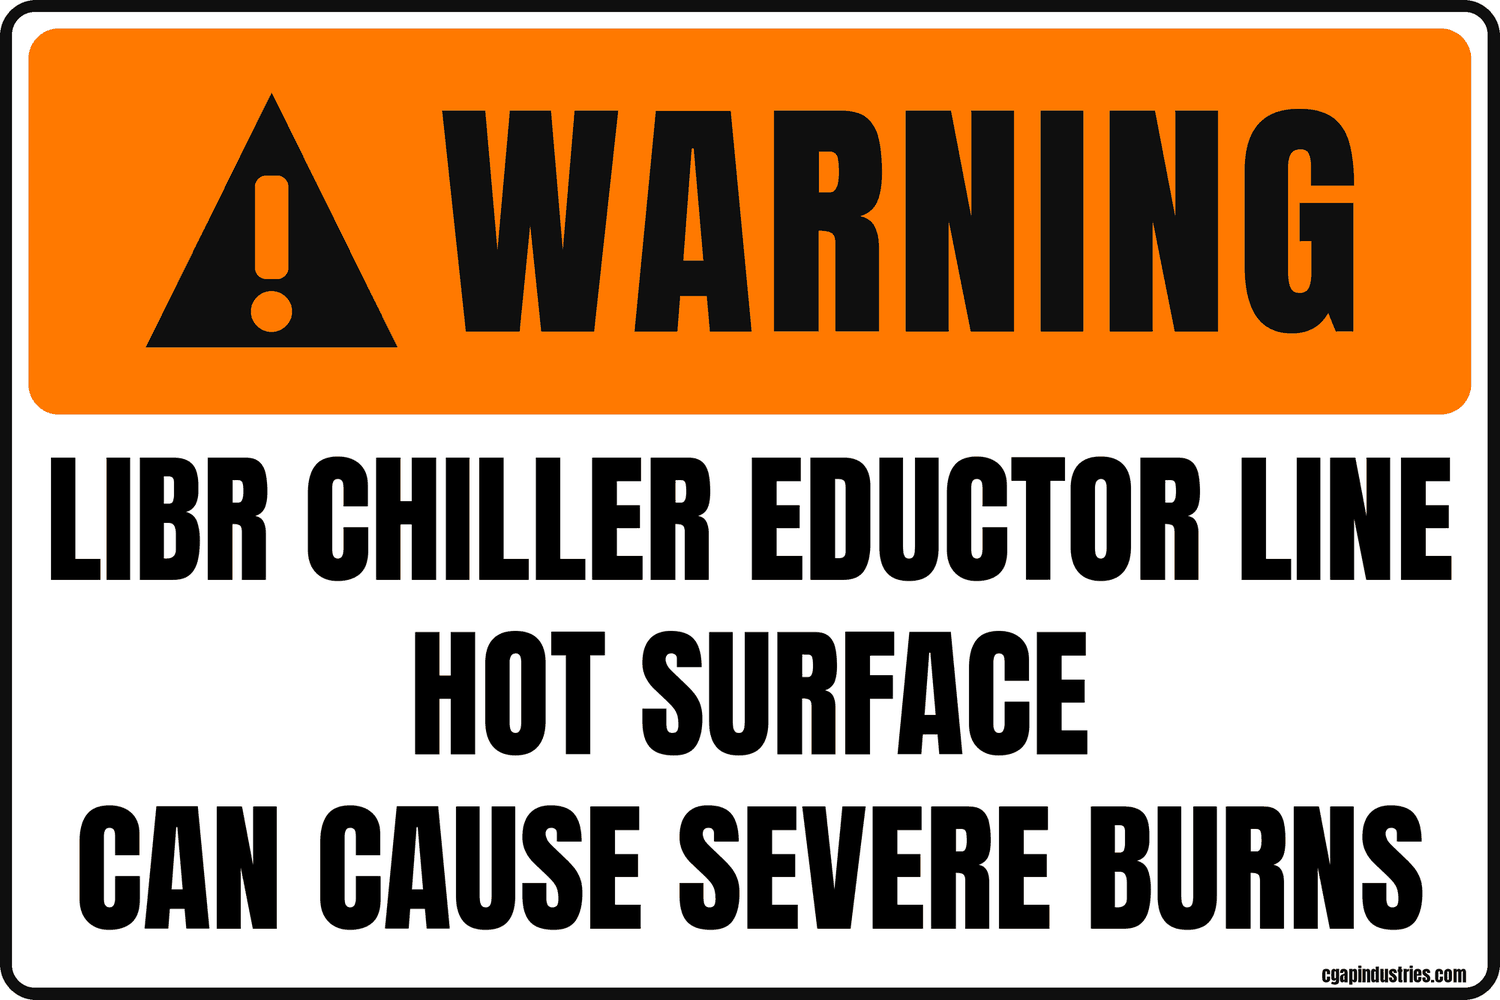 WARNING
LIBR CHILLER EDUCTOR LINE
HOT SURFACE
CAN CAUSE SEVERE BURNS
cgapindustries.com